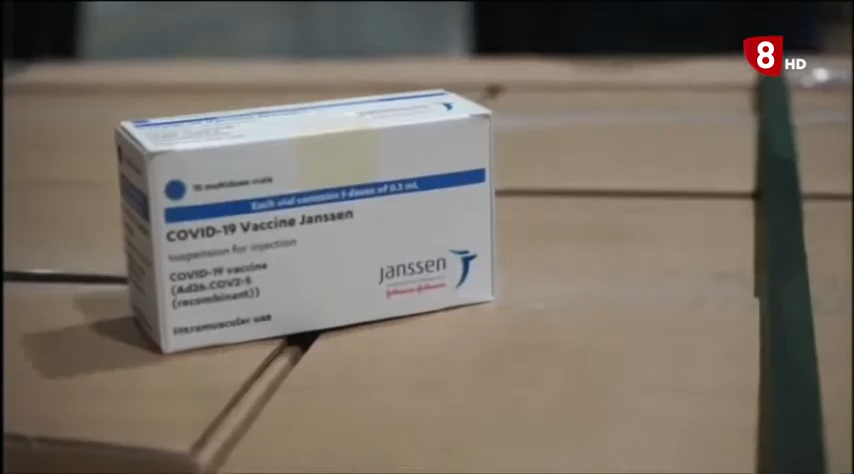 8 HD
10 multidose vials
Each vial contains 5 doses of 0.5 mL
COVID-19 Vaccine Janssen
suspension for injection
COVID-19 vaccine
(Ad26.COV2-S
(recombinant))
Intramuscular use
janssen
Johnson & Johnson